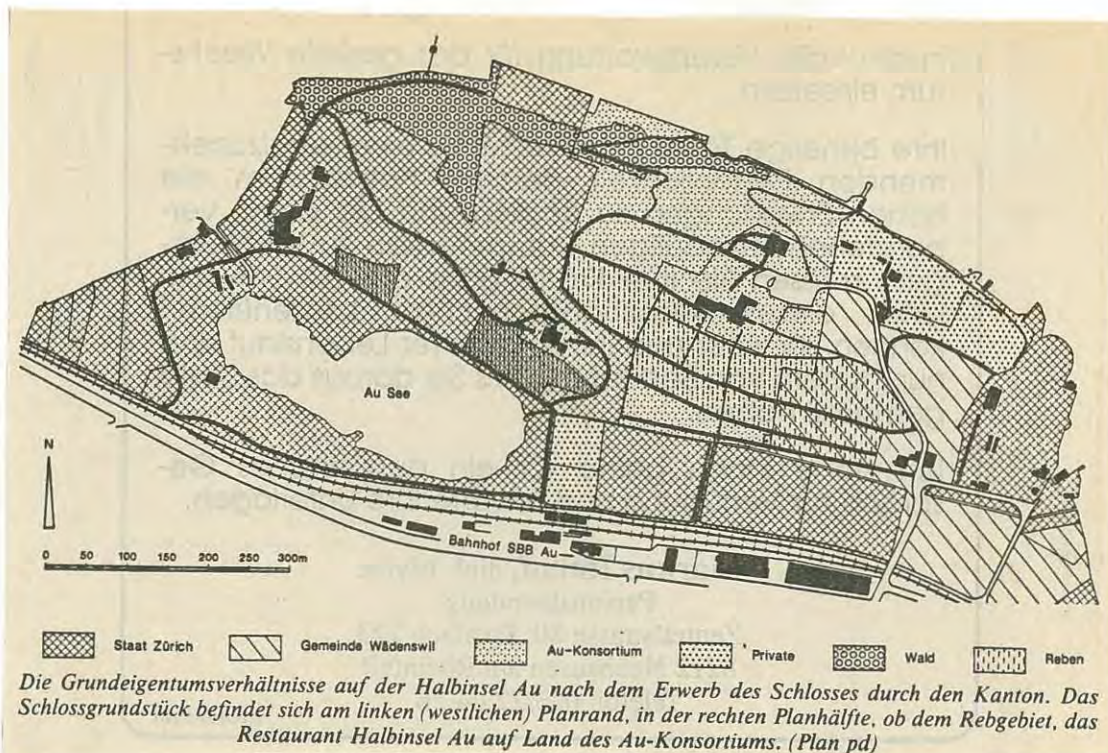 Au See
N
0 50 100 150 200 250 300m
Bahnhof SBB Au
Staat Zürich Gemeinde Wädenswil Au-Konsortium Private Wald Reben
Die Grundeigentumsverhältnisse auf der Halbinsel Au nach dem Erwerb des Schlosses durch den Kanton. Das
Schlossgrundstück befindet sich am linken (westlichen) Planrand, in der rechten Planhälfte, ob dem Rebgebiet, das
Restaurant Halbinsel Au auf Land des Au-Konsortiums. (Plan pd)